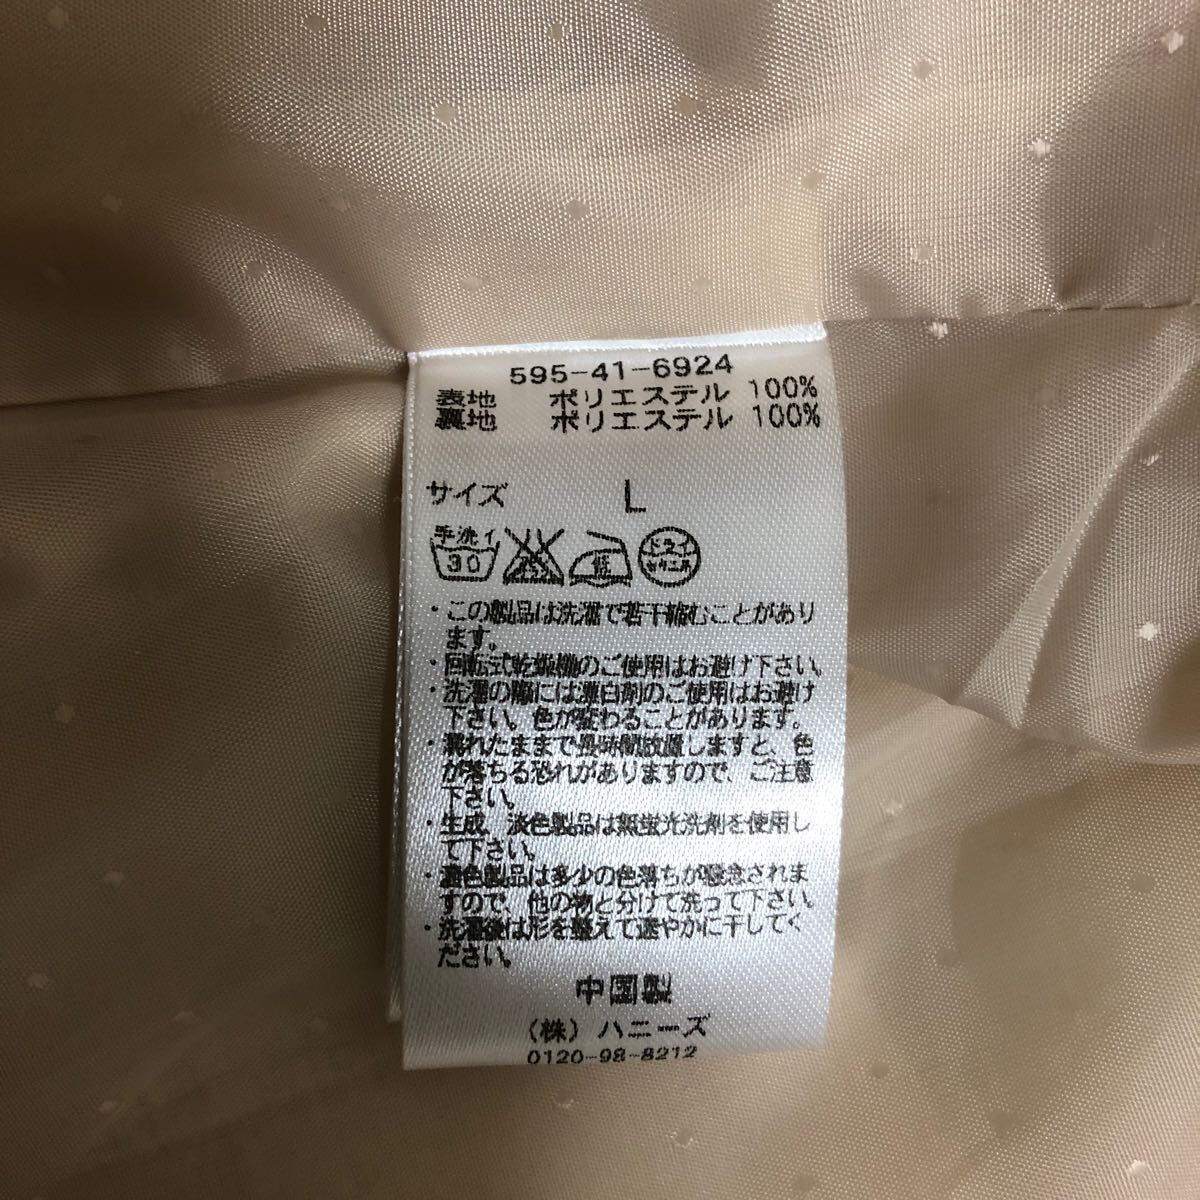 595-41-6924
表地 ポリエステル 100%
裏地 ポリエステル 100%
サイズ L
手洗イ
30
低
ドライ
セキユ系
・この製品は洗濯で若干縮むことがあり
ます。
・回転式乾燥機のご使用はお避け下さい。
・洗濯の際には漂白剤のご使用はお避け
下さい。色が変わることがあります。
・濡れたままで長時間放置しますと、色
が落ちる恐れがありますので、ご注意
下さい。
・生成、淡色製品は無蛍光洗剤を使用し
て下さい。
・濃色製品は多少の色落ちが懸念されま
すので、他の物と分けて洗って下さい。
・洗濯後は形を整えて速やかに干してく
ださい。
中国製
（株）ハニーズ
0120-98-8212